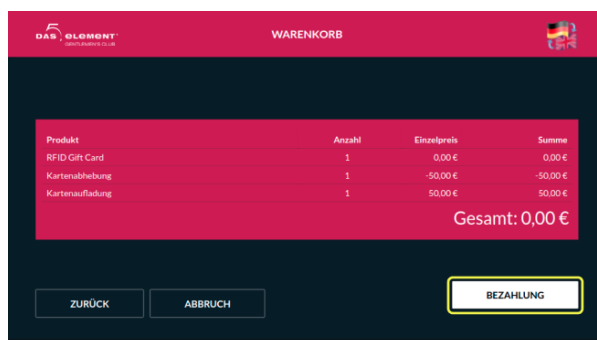 DAS 5 ELEMENT
GENTLEMEN'S CLUB
WARENKORB
Produkt Anzahl Einzelpreis Summe
RFID Gift Card 1 0,00 € 0,00 €
Kartenabhebung 1 -50,00 € -50,00 €
Kartenaufladung 1 50,00 € 50,00 €
Gesamt: 0,00 €
ZURÜCK ABBRUCH BEZAHLUNG